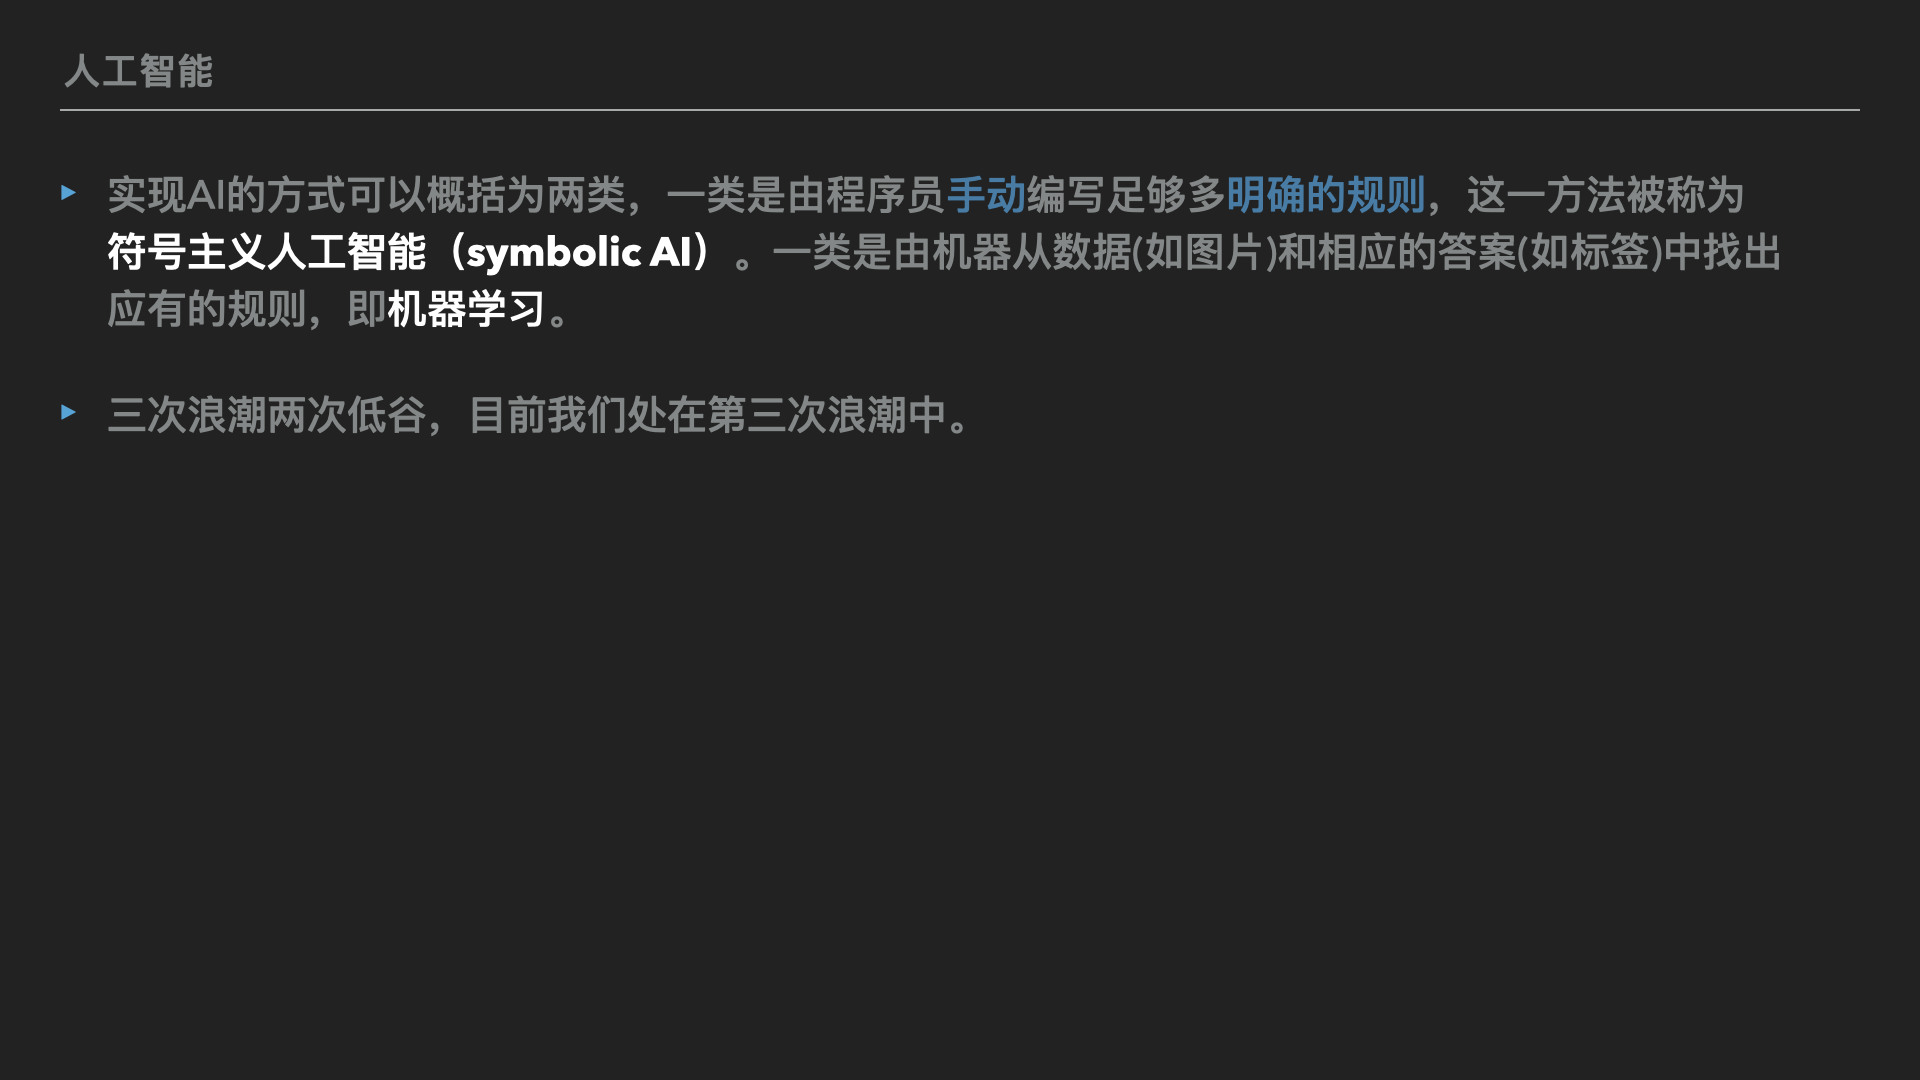 人工智能
▸ 实现AI的方式可以概括为两类，一类是由程序员手动编写足够多明确的规则，这一方法被称为
符号主义人工智能（symbolic AI）。一类是由机器从数据(如图片)和相应的答案(如标签)中找出
应有的规则，即机器学习。
▸ 三次浪潮两次低谷，目前我们处在第三次浪潮中。